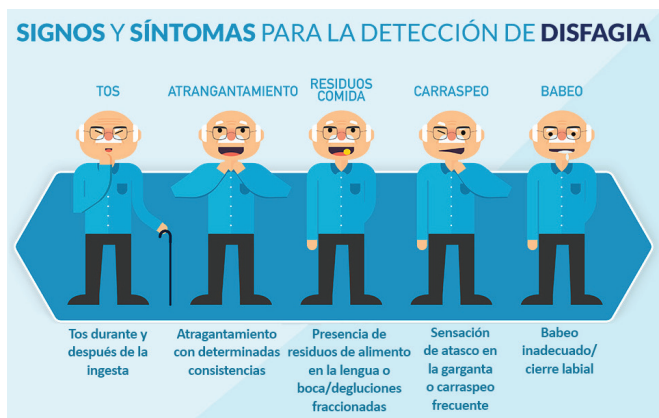 SIGNOS Y SÍNTOMAS PARA LA DETECCIÓN DE DISFAGIA
TOS
ATRANGANTAMIENTO
RESIDUOS
COMIDA
CARRASPEO
BABEO
Tos durante y
después de la
ingesta
Atragantamiento
con determinadas
consistencias
Presencia de
residuos de alimento
en la lengua o
boca/degluciones
fraccionadas
Sensación
de atasco en
la garganta
o carraspeo
frecuente
Babeo
inadecuado/
cierre labial